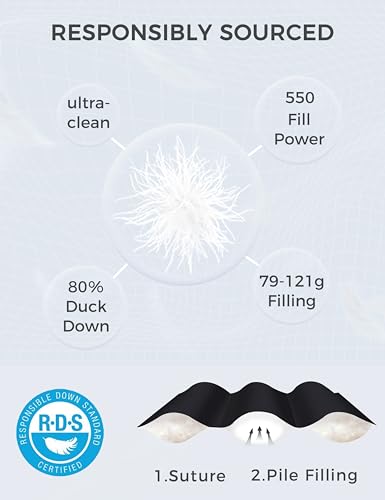 RESPONSIBLY SOURCED
ultra-
clean
550
Fill
Power
80%
Duck
Down
79-121g
Filling
RESPONSIBLE DOWN STANDARD
R·D·S
CERTIFIED
1.Suture
2.Pile Filling